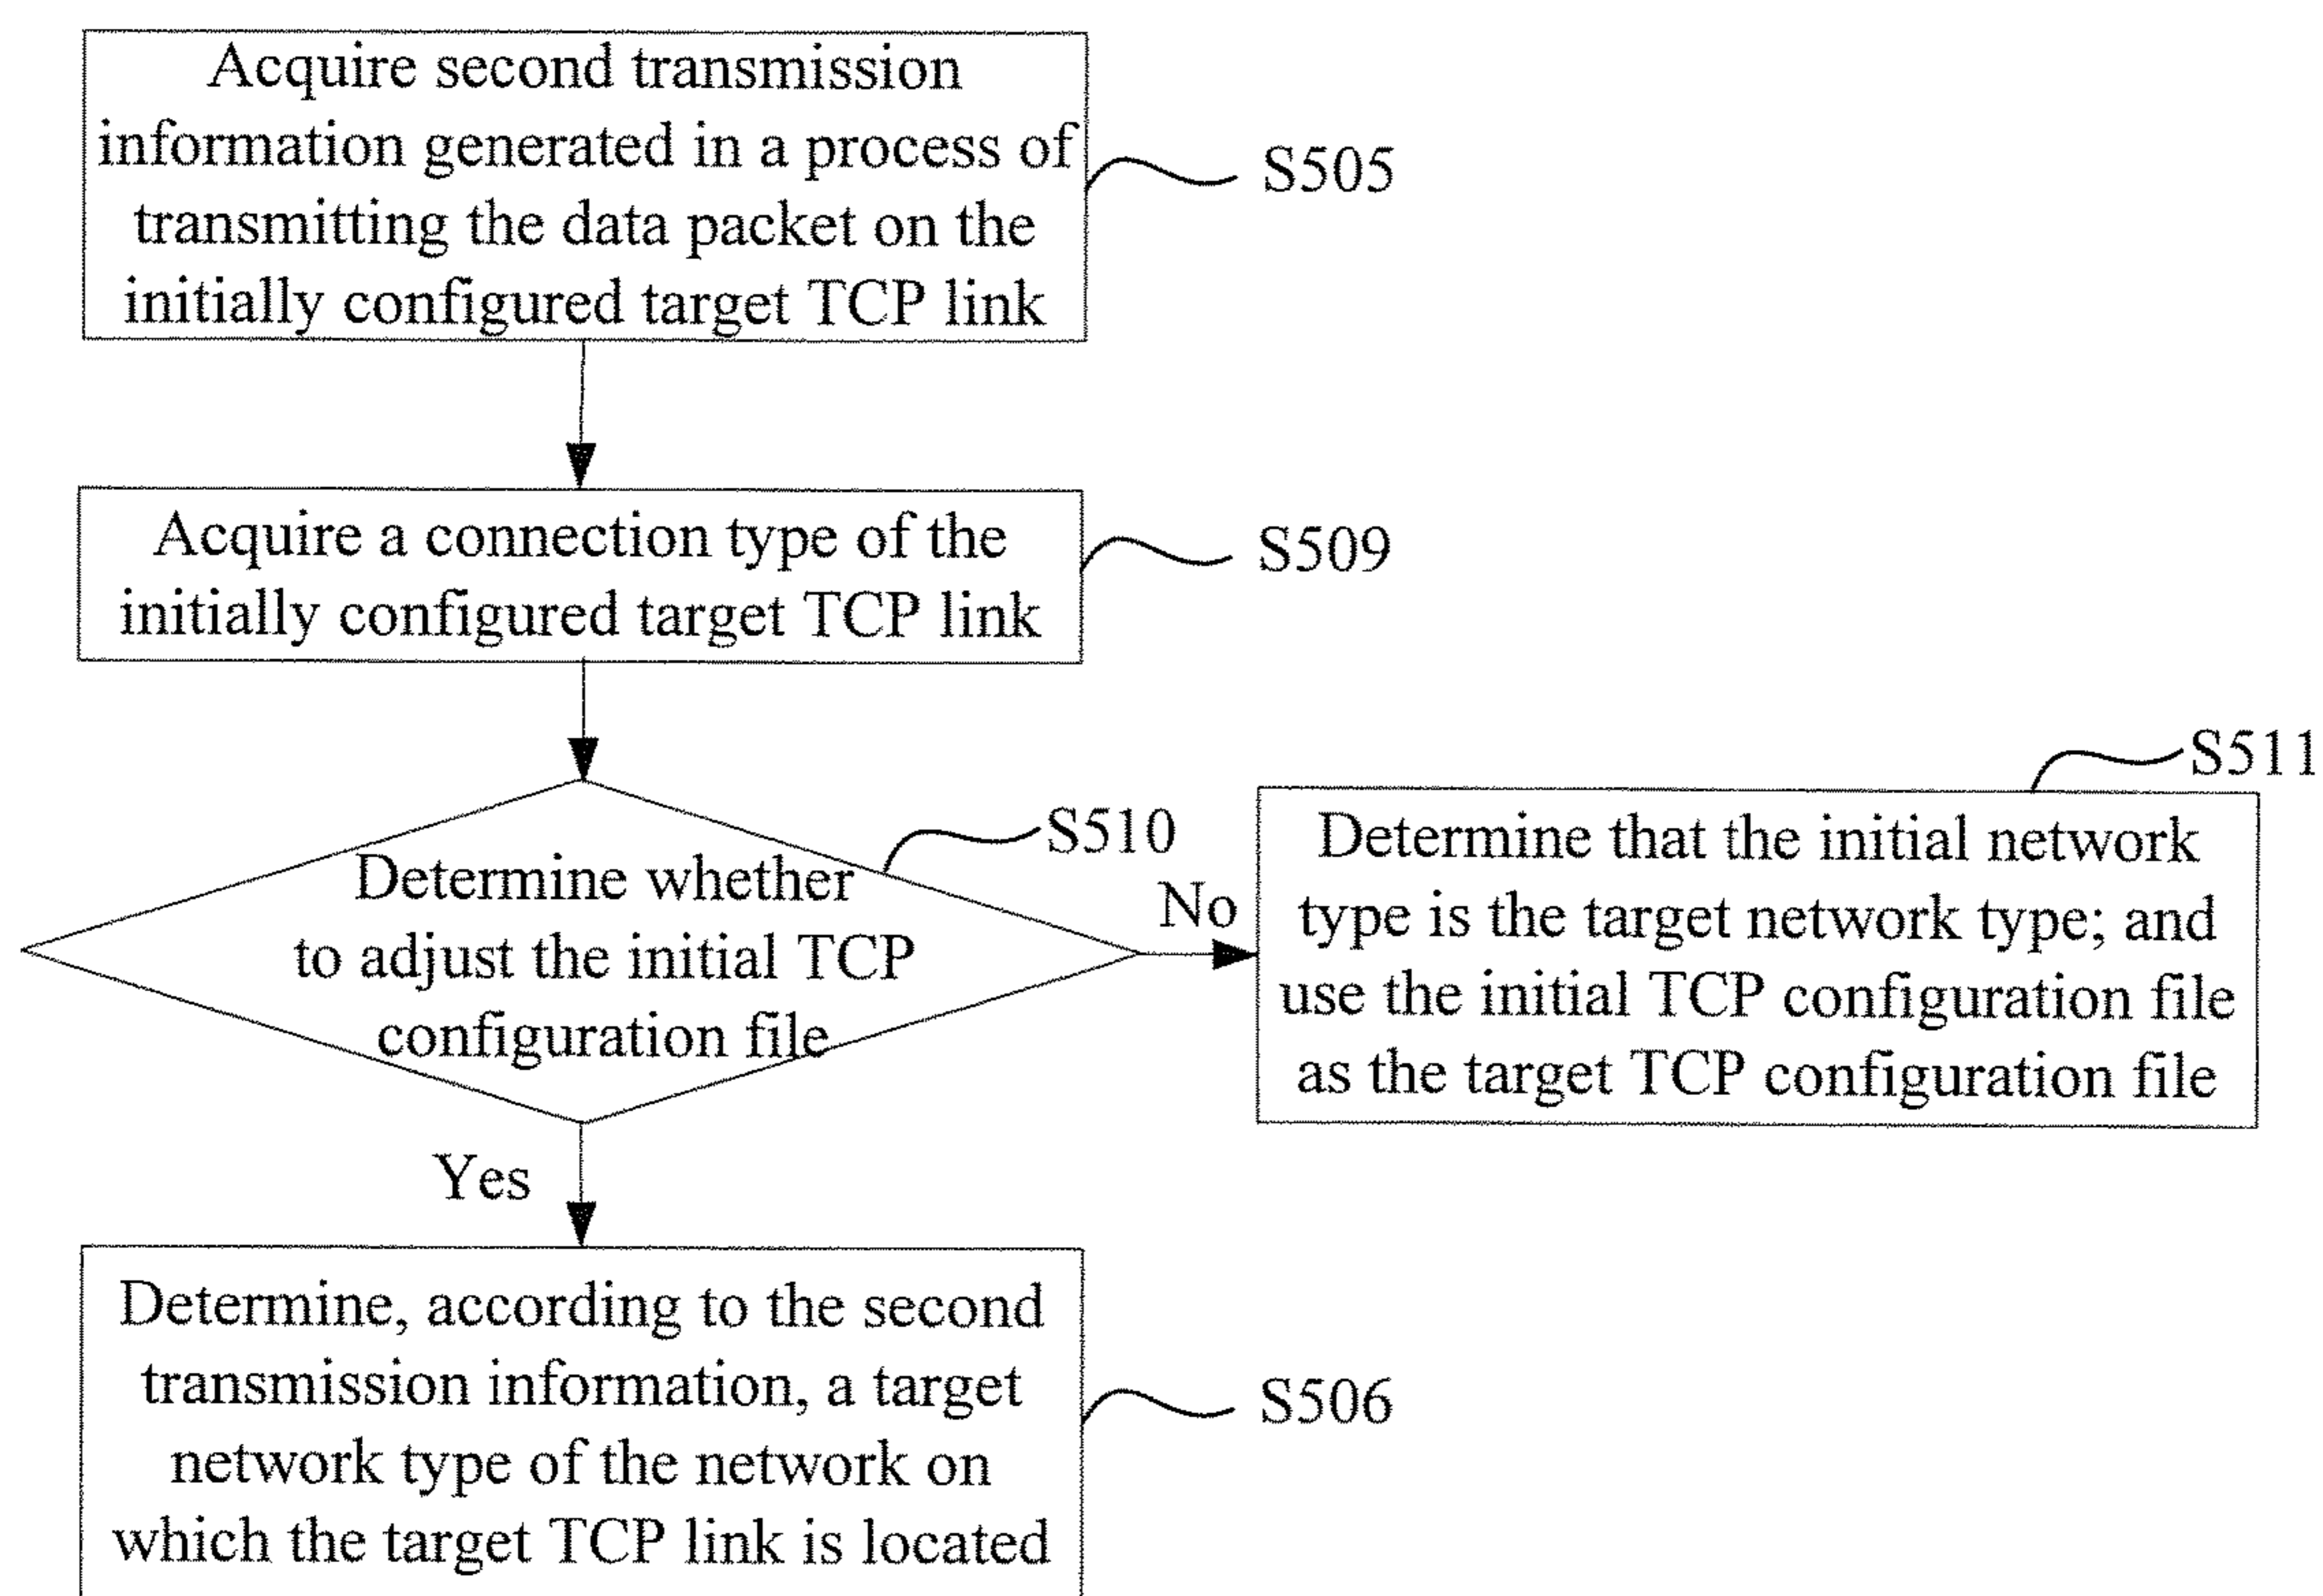 Acquire second transmission
information generated in a process of
transmitting the data packet on the
initially configured target TCP link
S505
Acquire a connection type of the
initially configured target TCP link
S509
Determine whether
to adjust the initial TCP
configuration file
S510
No
Determine that the initial network
type is the target network type; and
use the initial TCP configuration file
as the target TCP configuration file
S511
Yes
Determine, according to the second
transmission information, a target
network type of the network on
which the target TCP link is located
S506